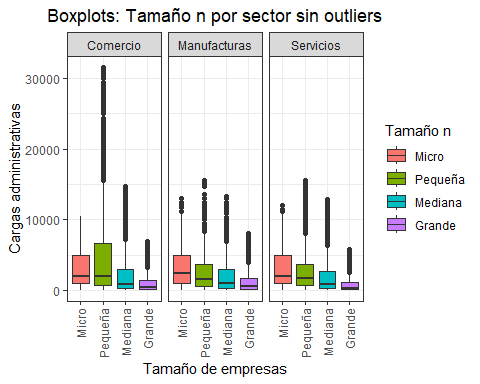 Boxplots: Tamaño n por sector sin outliers
Comercio Manufacturas Servicios
Cargas administrativas
30000
20000
10000
0
Micro Pequeña Mediana Grande Micro Pequeña Mediana Grande Micro Pequeña Mediana Grande
Tamaño de empresas
Tamaño n
Micro
Pequeña
Mediana
Grande